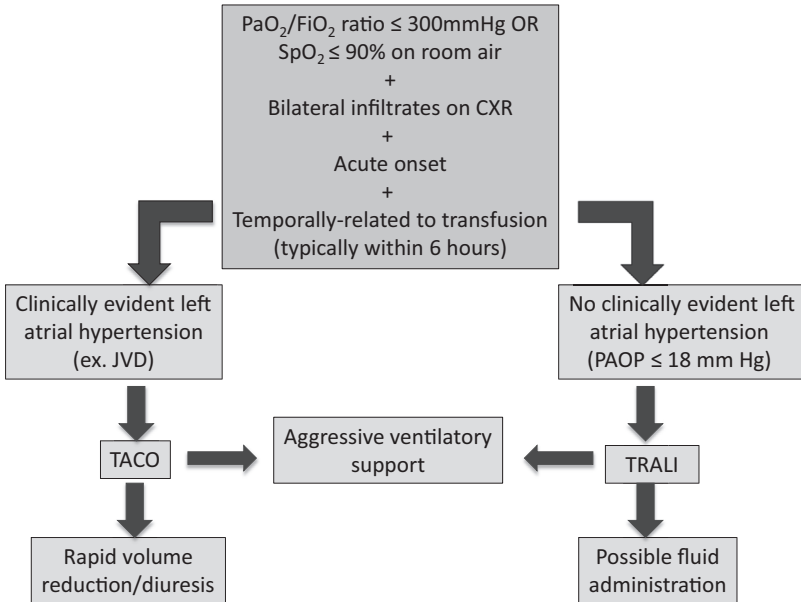 PaO₂/FiO₂ ratio ≤ 300mmHg OR
SpO₂ ≤ 90% on room air
+
Bilateral infiltrates on CXR
+
Acute onset
+
Temporally-related to transfusion
(typically within 6 hours)
Clinically evident left
atrial hypertension
(ex. JVD)
No clinically evident left
atrial hypertension
(PAOP ≤ 18 mm Hg)
TACO
Aggressive ventilatory
support
TRALI
Rapid volume
reduction/diuresis
Possible fluid
administration